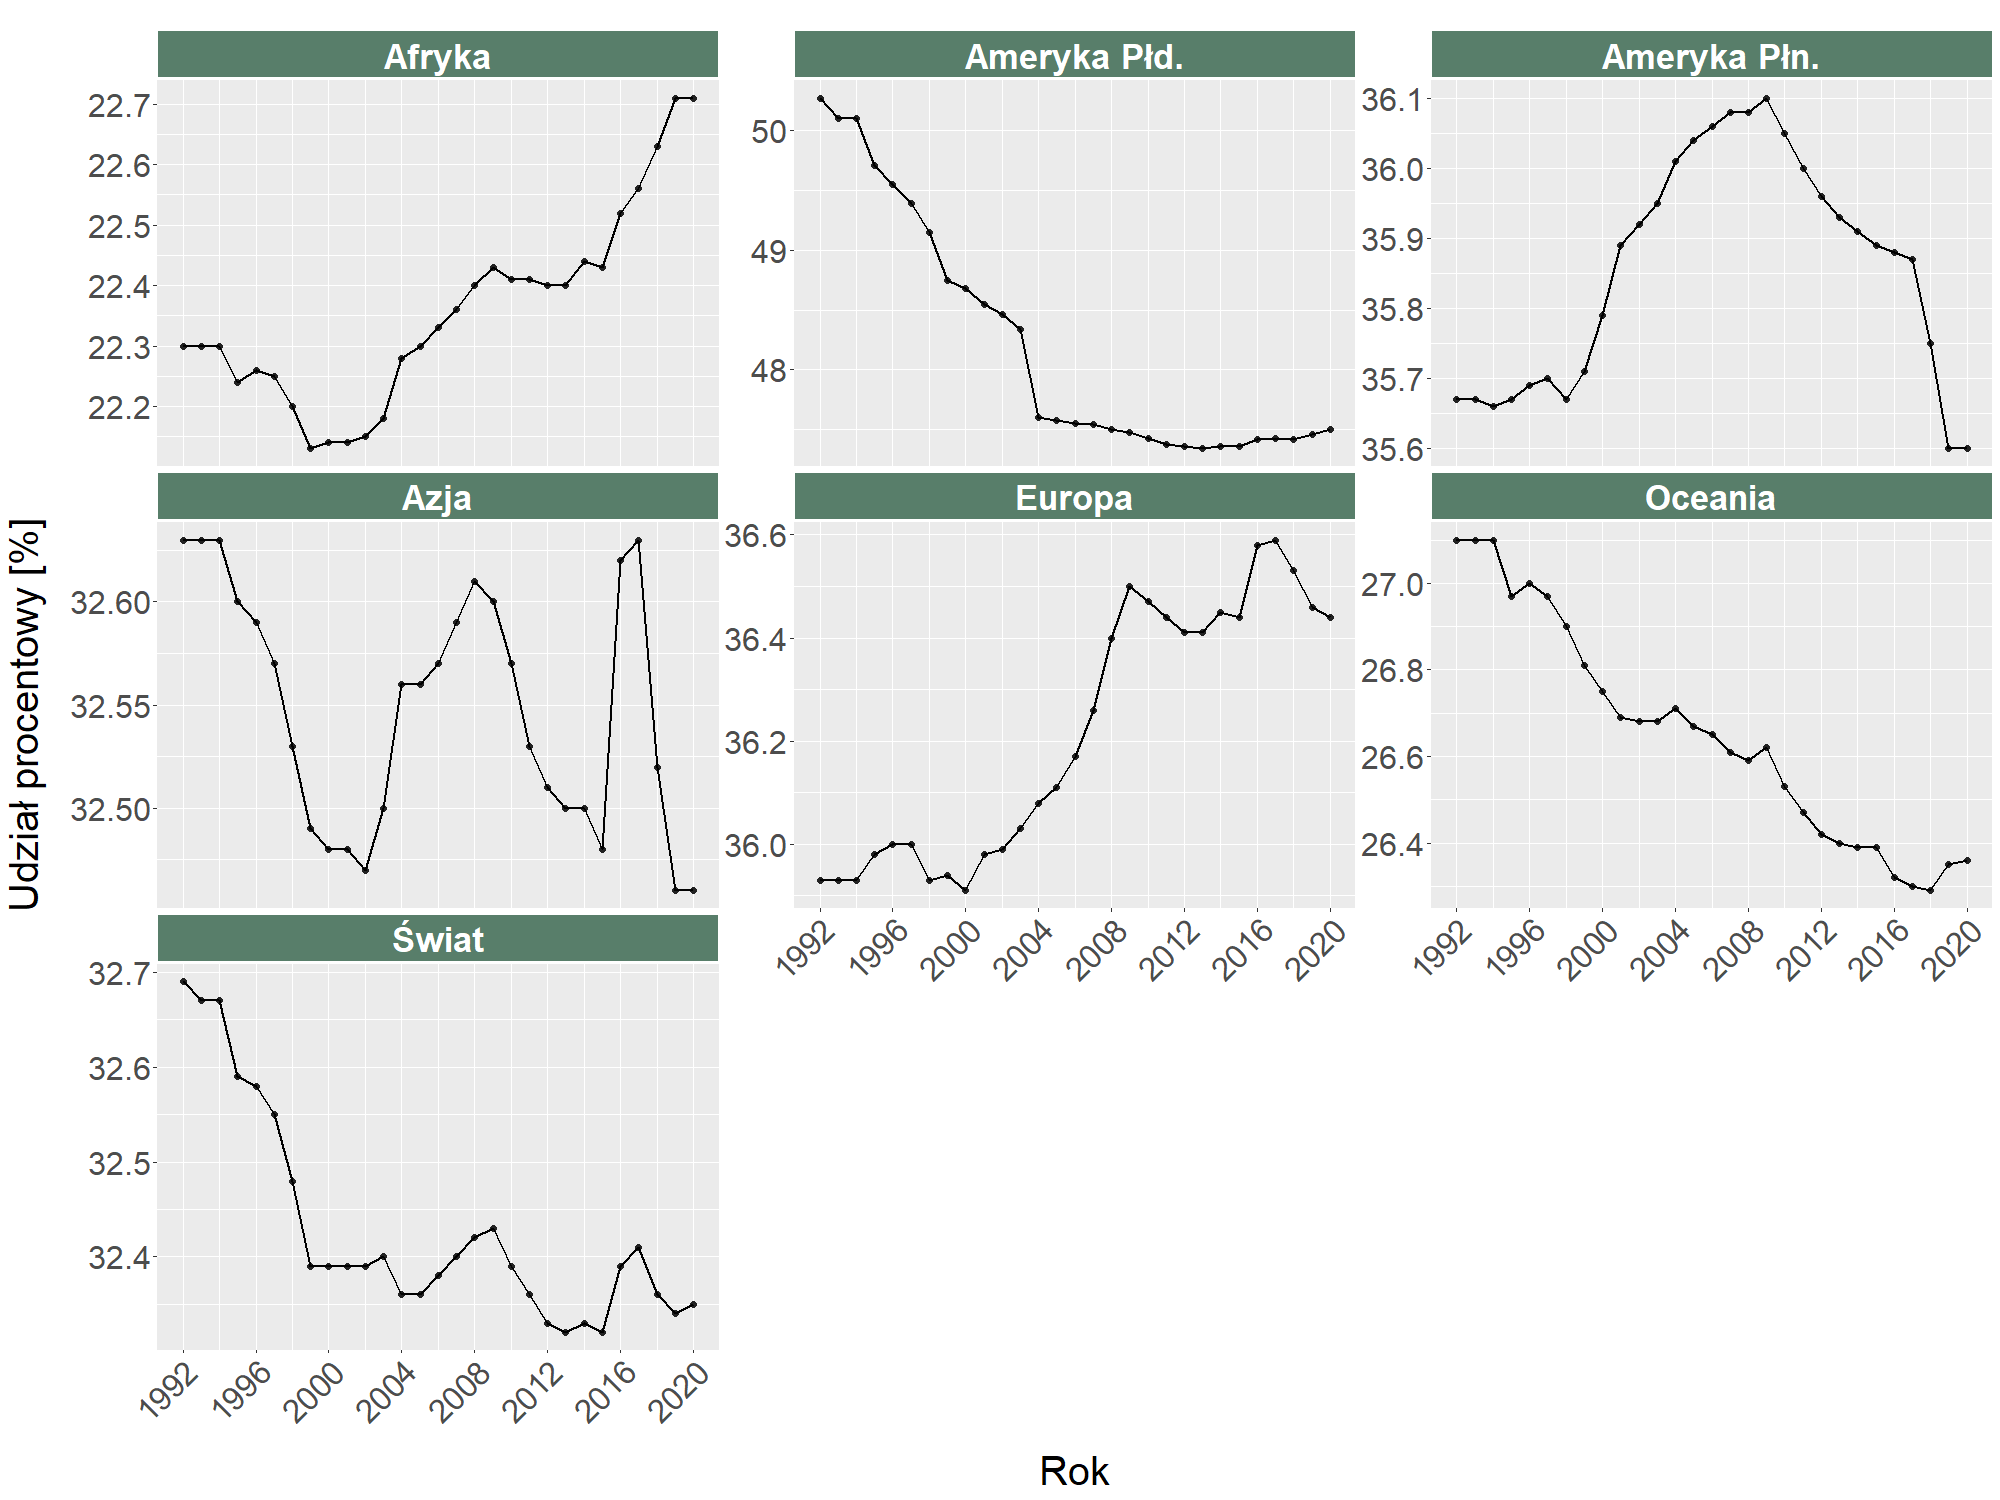 Afryka
Ameryka Płd.
Ameryka Płn.
22.7
22.6
22.5
22.4
22.3
22.2
50
49
48
36.1
36.0
35.9
35.8
35.7
35.6
Azja
Europa
Oceania
32.60
32.55
32.50
36.6
36.4
36.2
36.0
27.0
26.8
26.6
26.4
1992 1996 2000 2004 2008 2012 2016 2020
1992 1996 2000 2004 2008 2012 2016 2020
Świat
32.7
32.6
32.5
32.4
1992 1996 2000 2004 2008 2012 2016 2020
Udział procentowy [%]
Rok